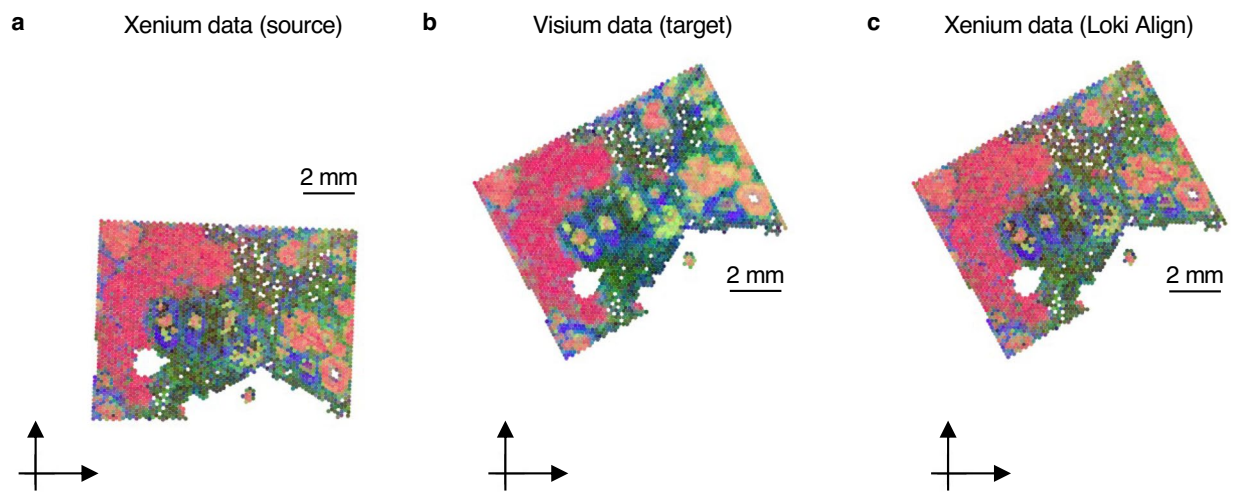 a Xenium data (source)
b Visium data (target)
c Xenium data (Loki Align)
2 mm
2 mm
2 mm